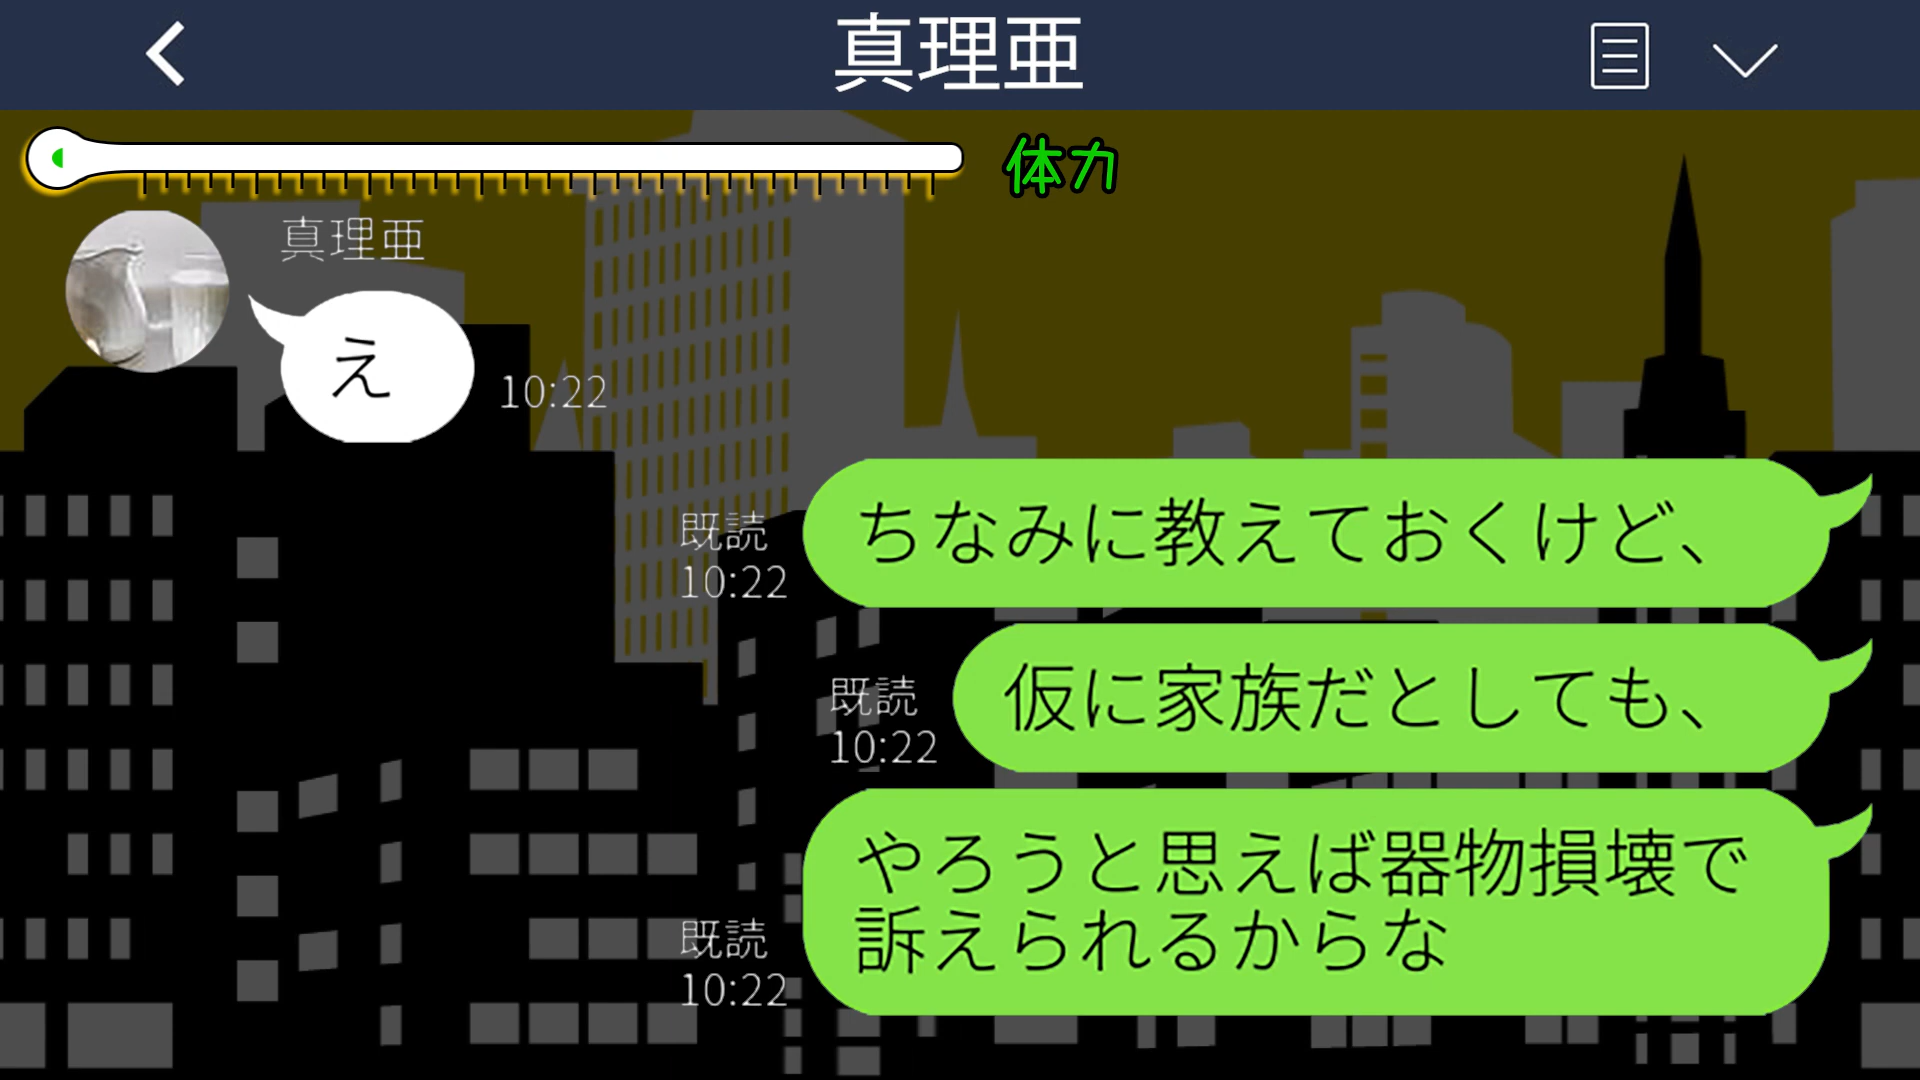 真理亜
体力
真理亜
え
10:22
ちなみに教えておくけど、
既読
10:22
仮に家族だとしても、
既読
10:22
やろうと思えば器物損壊で
訴えられるからな
既読
10:22